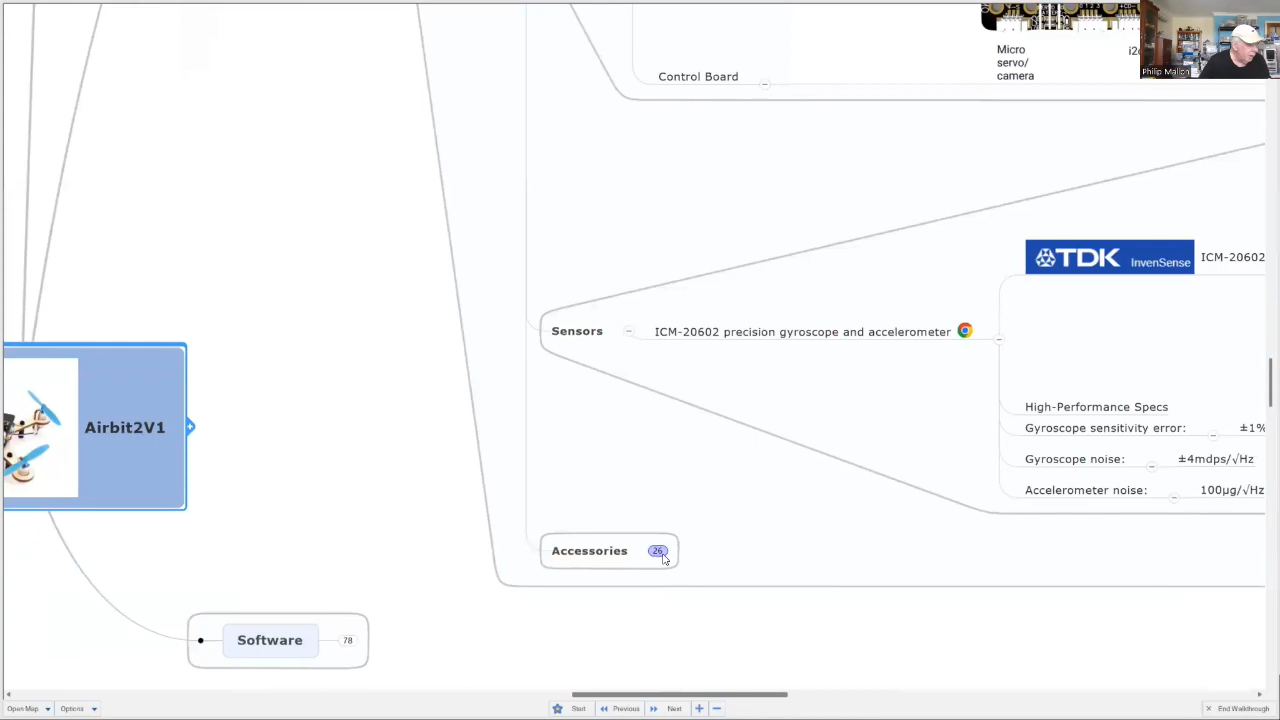 Micro
servo/
camera
i2c
Philip Mallon
Control Board
TDK InvenSense
ICM-20602
Sensors
ICM-20602 precision gyroscope and accelerometer
High-Performance Specs
Gyroscope sensitivity error:
±1%
Gyroscope noise:
±4mdps/√Hz
Accelerometer noise:
100µg/√Hz
Airbit2V1
Accessories
26
Software
78
Open Map
Options
Start
Previous
Next
End Walkthrough